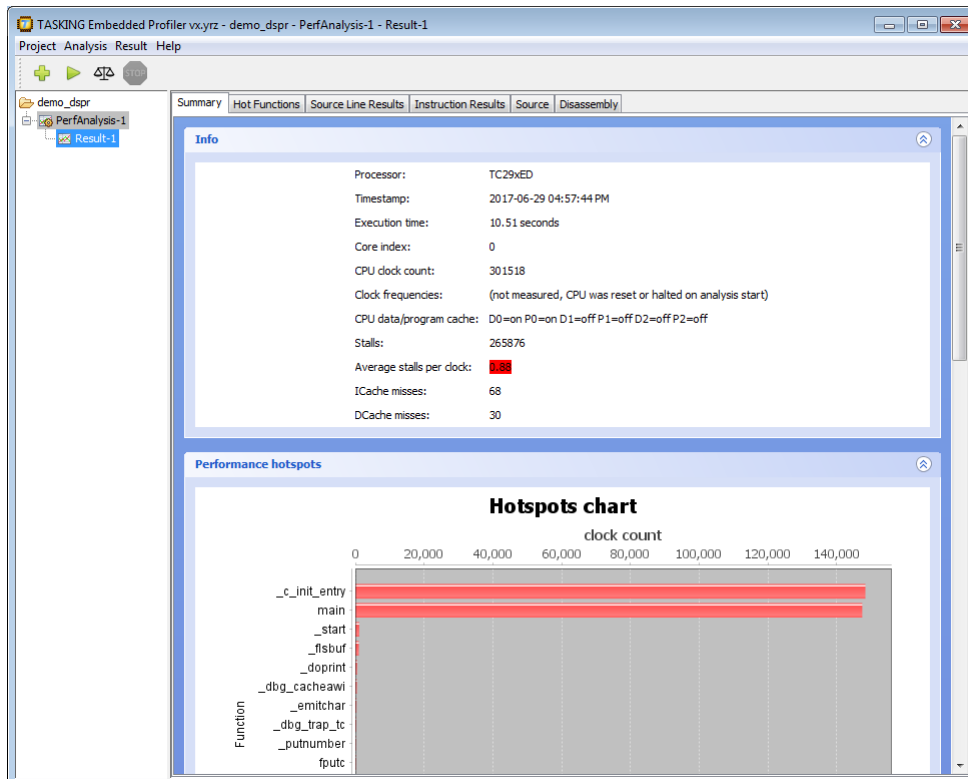 TASKING Embedded Profiler vx.yrz - demo_dspr - PerfAnalysis-1 - Result-1
Project Analysis Result Help
STOP
demo_dspr
PerfAnalysis-1
Result-1
Summary Hot Functions Source Line Results Instruction Results Source Disassembly
Info
Processor: TC29xED
Timestamp: 2017-06-29 04:57:44 PM
Execution time: 10.51 seconds
Core index: 0
CPU clock count: 301518
Clock frequencies: (not measured, CPU was reset or halted on analysis start)
CPU data/program cache: D0=on P0=on D1=off P1=off D2=off P2=off
Stalls: 265876
Average stalls per clock: 0.88
ICache misses: 68
DCache misses: 30
Performance hotspots
Hotspots chart
clock count
0 20,000 40,000 60,000 80,000 100,000 120,000 140,000
_c_init_entry
main
_start
_flsbuf
_doprint
_dbg_cacheawi
_emitchar
_dbg_trap_tc
_putnumber
fputc
Function